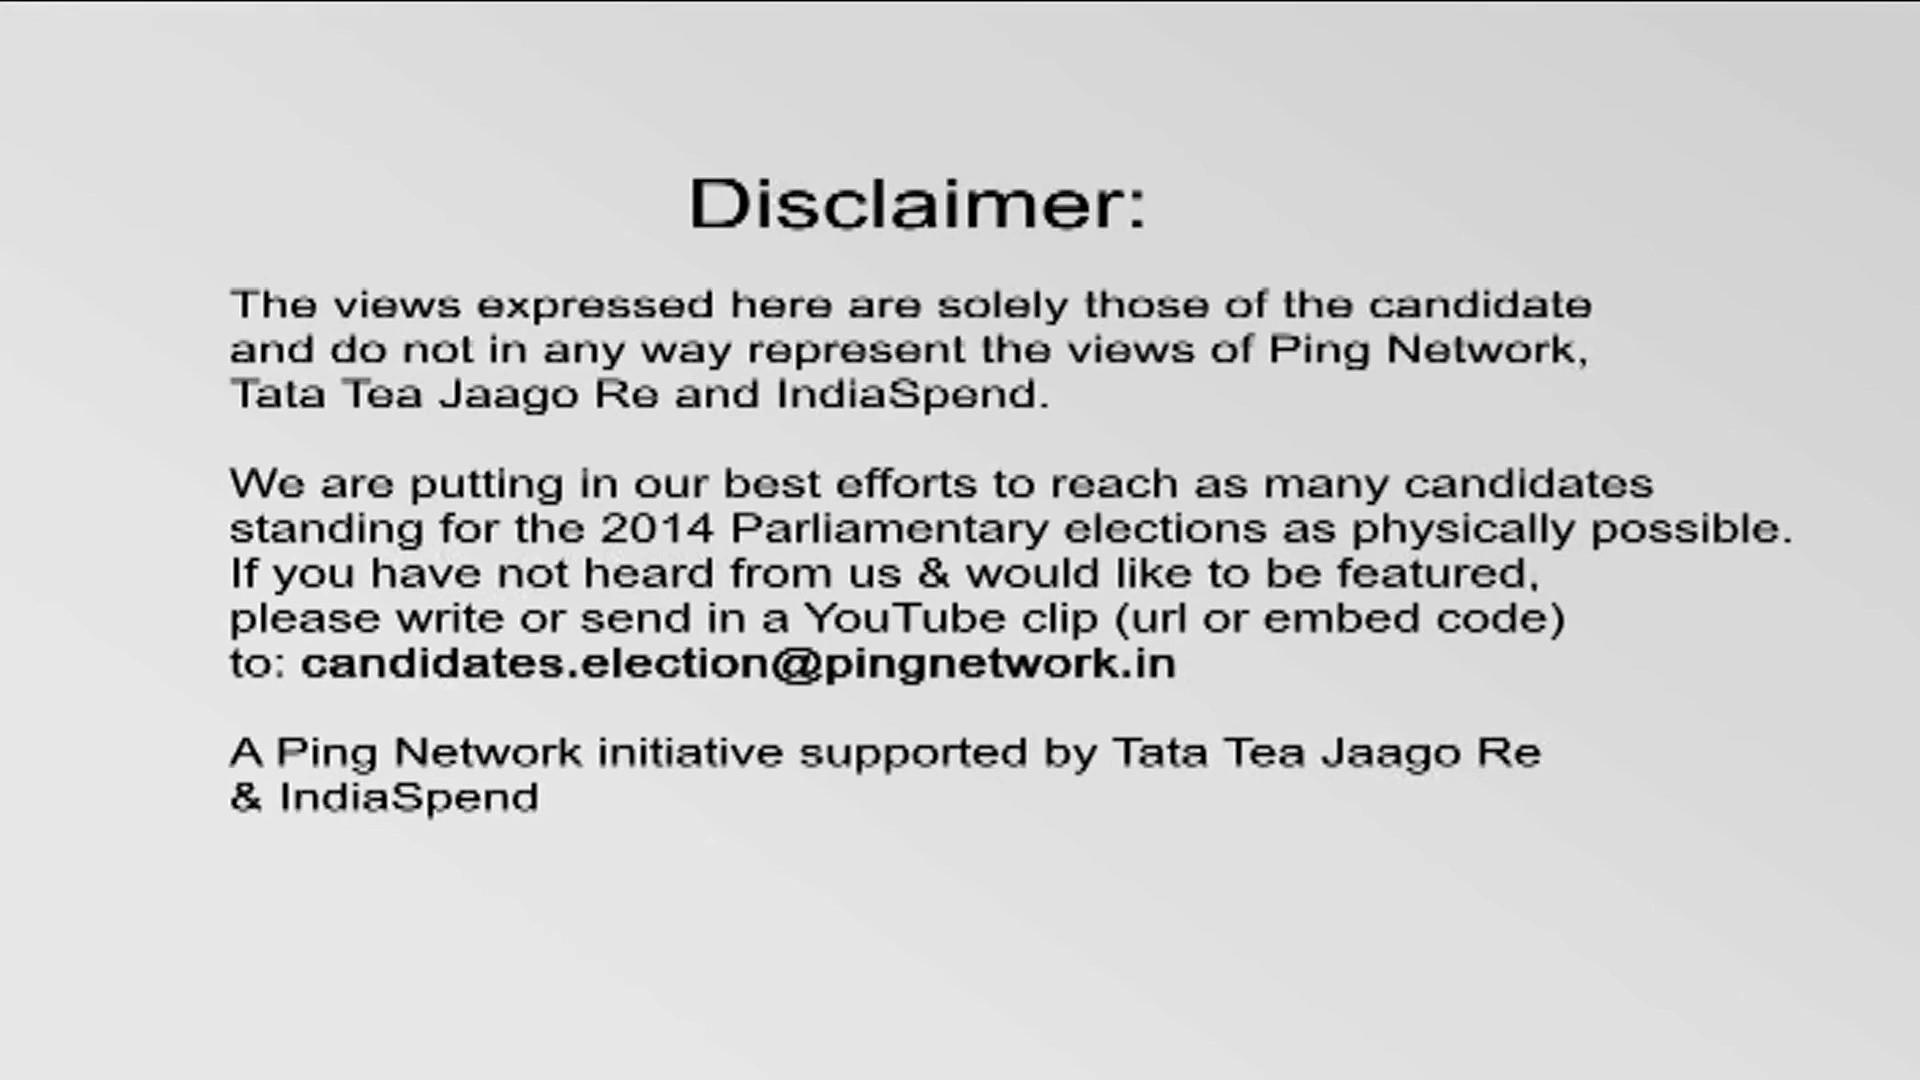 Disclaimer:
The views expressed here are solely those of the candidate
and do not in any way represent the views of Ping Network,
Tata Tea Jaago Re and IndiaSpend.
We are putting in our best efforts to reach as many candidates
standing for the 2014 Parliamentary elections as physically possible.
If you have not heard from us & would like to be featured,
please write or send in a YouTube clip (url or embed code)
to: candidates.election@pingnetwork.in
A Ping Network initiative supported by Tata Tea Jaago Re
& IndiaSpend